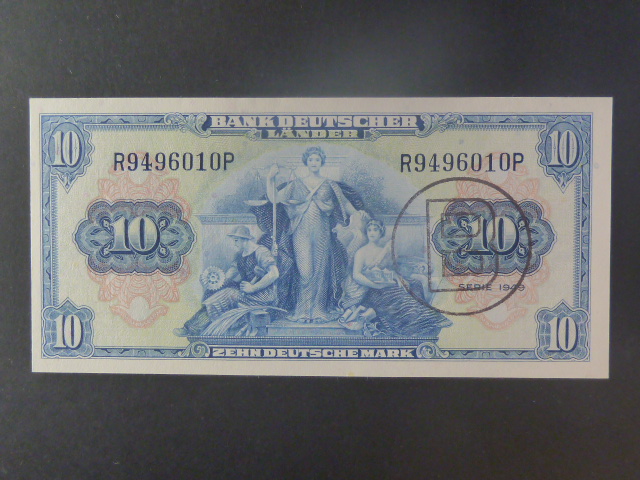 BANK DEUTSCHER
LÄNDER
10 10
R9496010P R9496010P
10 10
B
SERIE 1949
10 10
ZEHN DEUTSCHE MARK